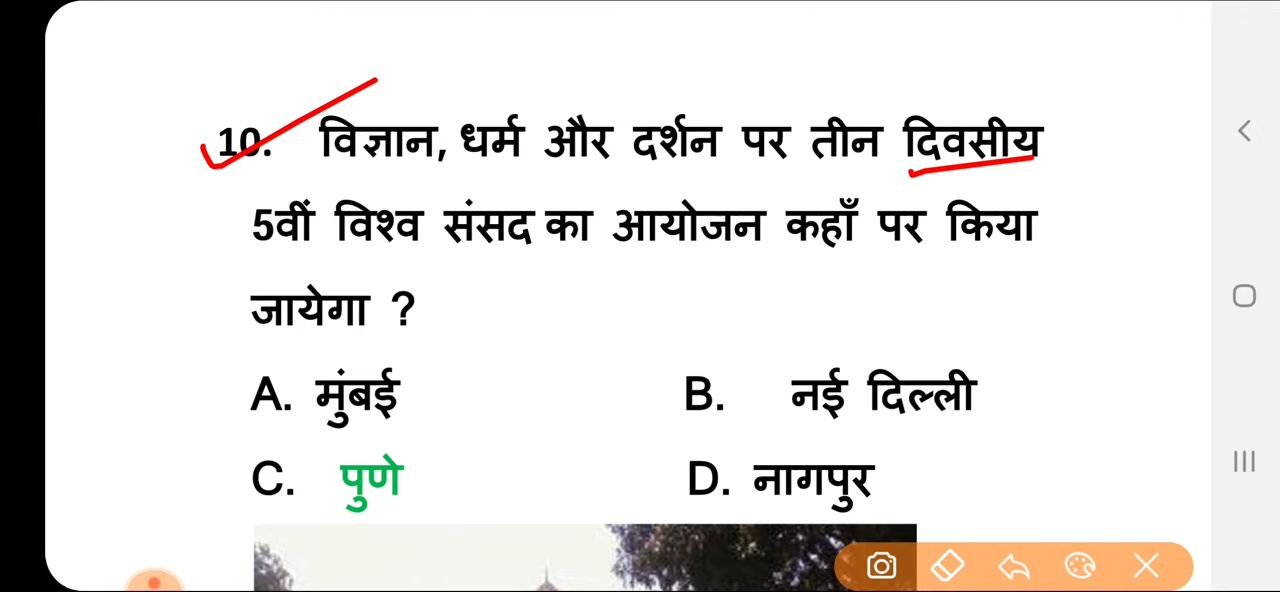 10. विज्ञान, धर्म और दर्शन पर तीन दिवसीय
5वीं विश्व संसद का आयोजन कहाँ पर किया
जायेगा ?
A. मुंबई B. नई दिल्ली
C. पुणे D. नागपुर